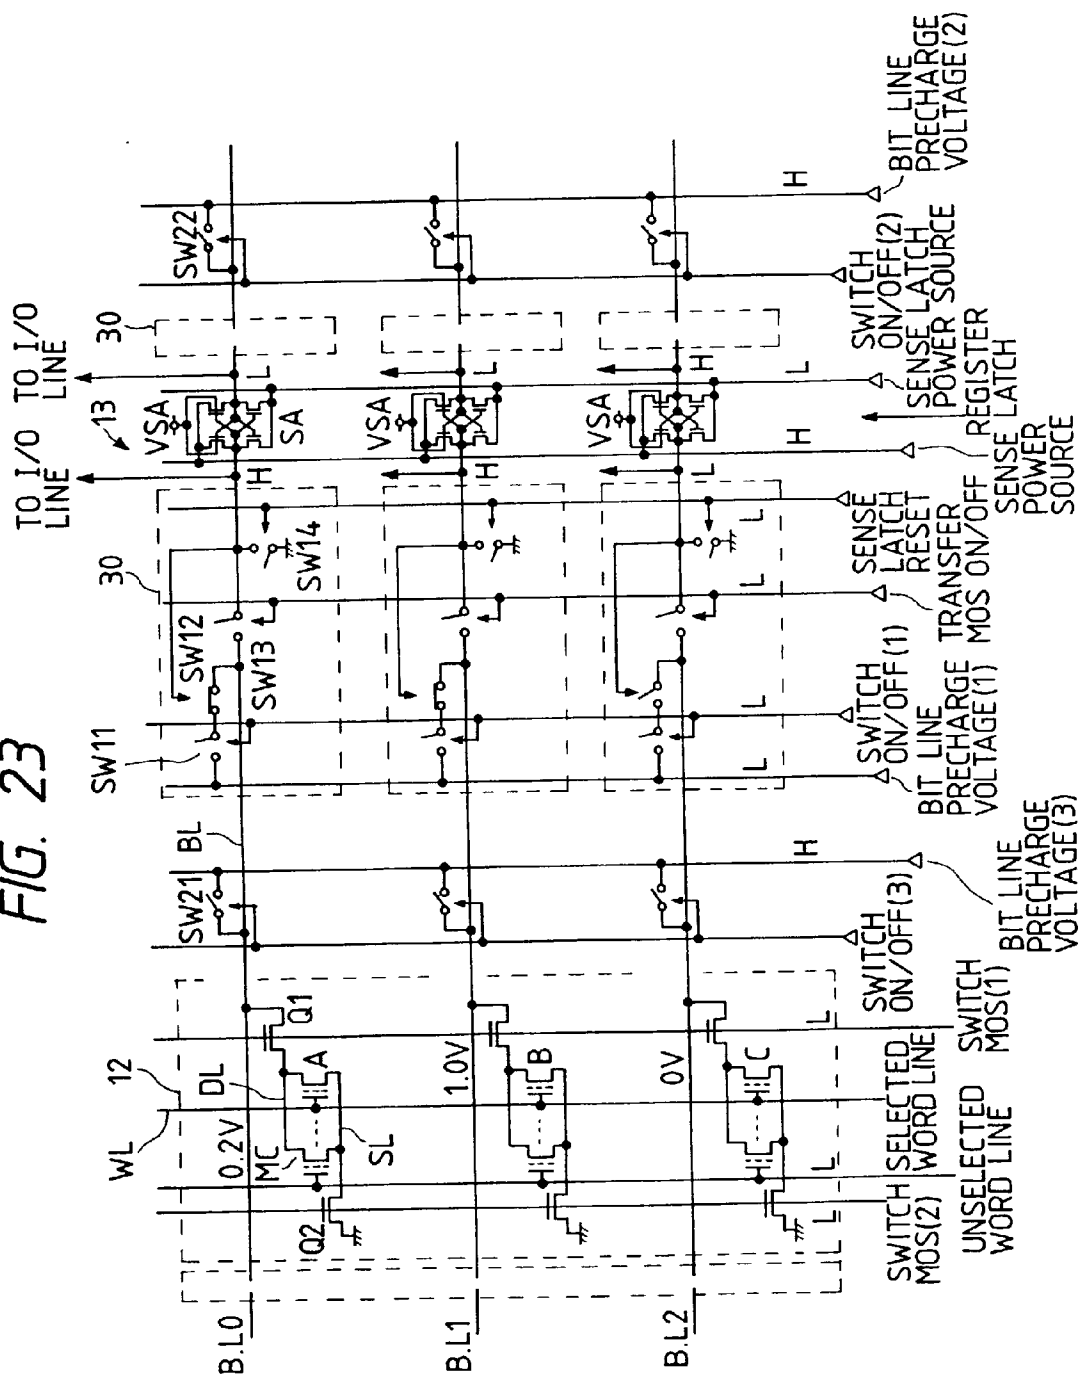 FIG. 23
TO I/O
LINE
TO I/O
LINE
13
30
30
VSA
SA
H
L
VSA
H
L
VSA
L
H
SW11
SW12
SW13
SW14
SW21
SW22
BL
12
WL
DL
0.2V
MC
A
SL
Q1
Q2
1.0V
B
0V
C
B.L0
B.L1
B.L2
L
L
H
L
L
L
L
H
L
H
SWITCH
MOS(2)
UNSELECTED
WORD LINE
SELECTED
WORD LINE
SWITCH
MOS(1)
SWITCH
ON/OFF(3)
BIT LINE
PRECHARGE
VOLTAGE(3)
BIT LINE
PRECHARGE
VOLTAGE(1)
SWITCH
ON/OFF(1)
TRANSFER
MOS ON/OFF
SENSE
LATCH
RESET
SENSE
POWER
SOURCE
REGISTER
LATCH
SENSE LATCH
POWER SOURCE
SWITCH
ON/OFF(2)
BIT LINE
PRECHARGE
VOLTAGE(2)